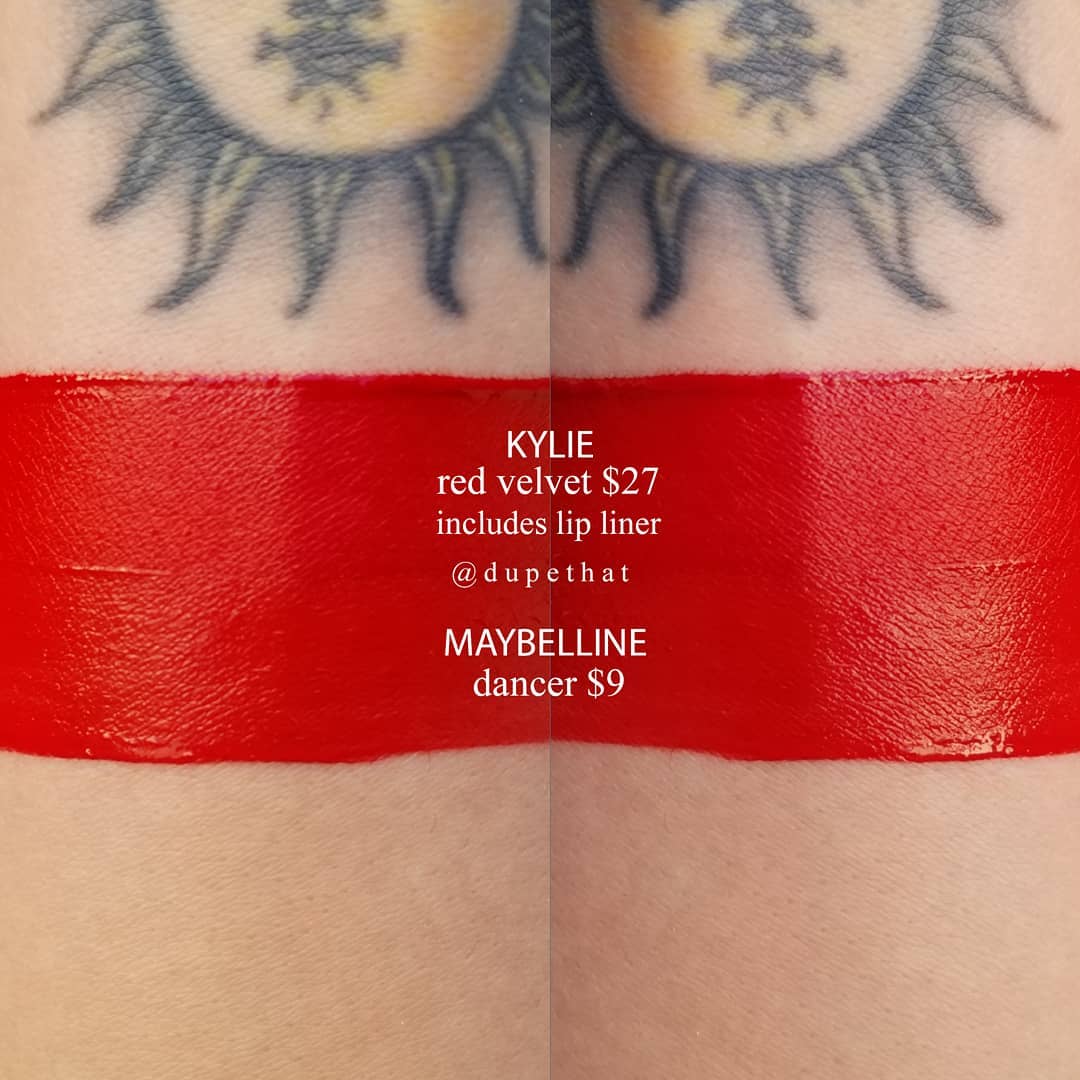 KYLIE
red velvet $27
includes lip liner
@dupethat
MAYBELLINE
dancer $9